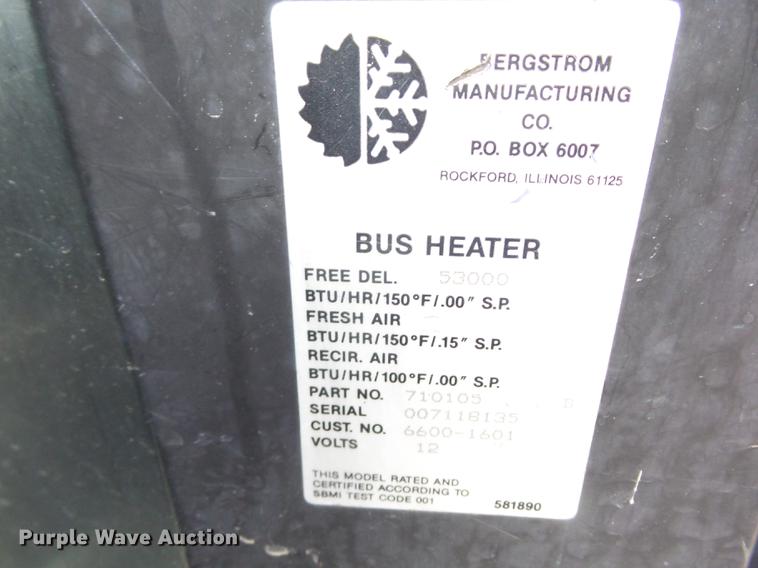 BERGSTROM
MANUFACTURING
CO.
P.O. BOX 6007
ROCKFORD, ILLINOIS 61125
BUS HEATER
FREE DEL. 53000
BTU/HR/150°F/.00" S.P.
FRESH AIR
BTU/HR/150°F/.15" S.P.
RECIR. AIR
BTU/HR/100°F/.00" S.P.
PART NO. 710105 B
SERIAL 007118135
CUST. NO. 6600-1601
VOLTS 12
THIS MODEL RATED AND
CERTIFIED ACCORDING TO
SBMI TEST CODE 001 581890
Purple Wave Auction